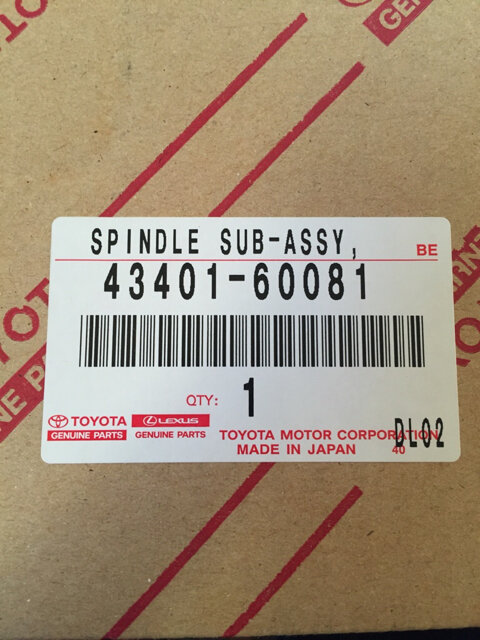 SPINDLE SUB-ASSY,
BE
43401-60081
QTY: 1
TOYOTA
GENUINE PARTS
LEXUS
GENUINE PARTS
TOYOTA MOTOR CORPORATION
DL02
MADE IN JAPAN
40